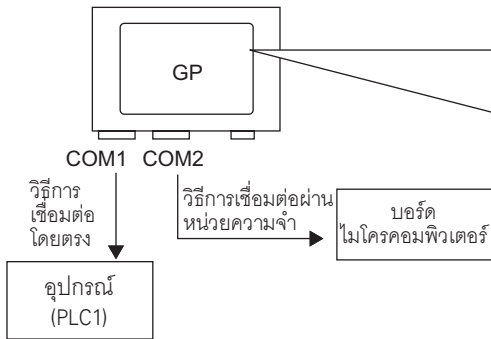 GP
COM1 COM2
วิธีการ
เชื่อมต่อ
โดยตรง
วิธีการเชื่อมต่อผ่าน
หน่วยความจำ
บอร์ด
ไมโครคอมพิวเตอร์
อุปกรณ์
(PLC1)